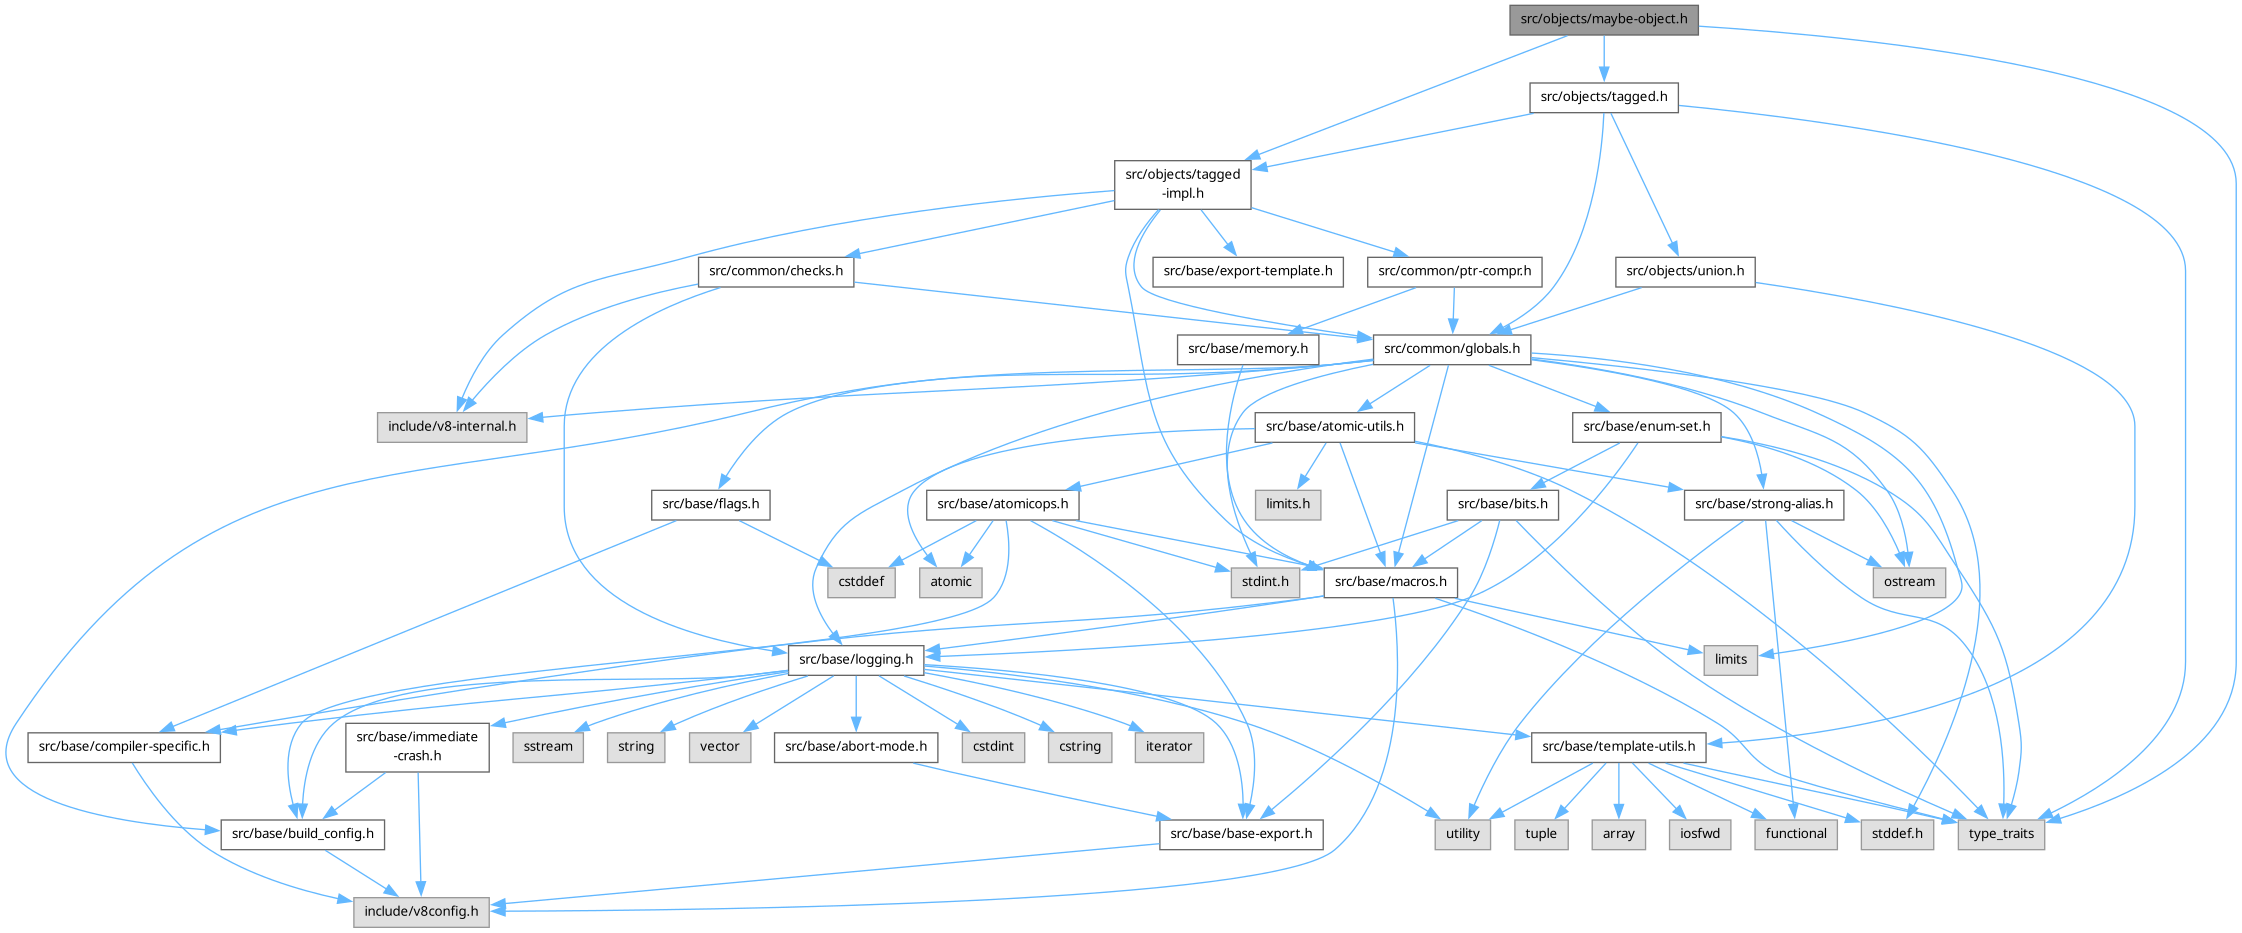 src/objects/maybe-object.h
src/objects/tagged.h
src/objects/tagged
-impl.h
src/common/checks.h
src/base/export-template.h
src/common/ptr-compr.h
src/objects/union.h
src/base/memory.h
src/common/globals.h
include/v8-internal.h
src/base/atomic-utils.h
src/base/enum-set.h
src/base/flags.h
src/base/atomicops.h
limits.h
src/base/bits.h
src/base/strong-alias.h
cstddef
atomic
stdint.h
src/base/macros.h
ostream
src/base/logging.h
limits
src/base/compiler-specific.h
src/base/immediate
-crash.h
sstream
string
vector
src/base/abort-mode.h
cstdint
cstring
iterator
src/base/template-utils.h
src/base/build_config.h
src/base/base-export.h
utility
tuple
array
iosfwd
functional
stddef.h
type_traits
include/v8config.h